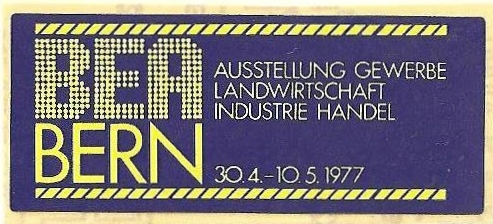 BEA
BERN
AUSSTELLUNG GEWERBE
LANDWIRTSCHAFT
INDUSTRIE HANDEL
30.4.–10.5.1977